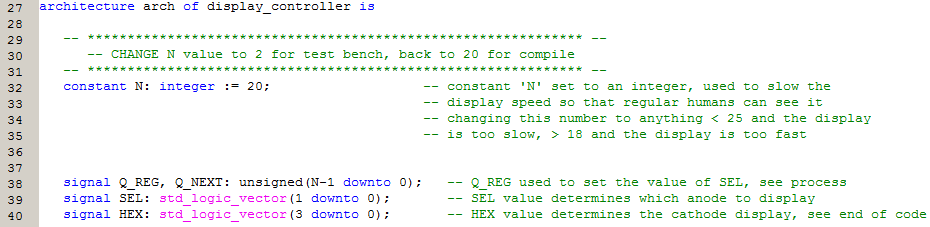 27 architecture arch of display_controller is
28
29 -- ************************************************************** --
30 -- CHANGE N value to 2 for test bench, back to 20 for compile
31 -- ************************************************************** --
32 constant N: integer := 20; -- constant 'N' set to an integer, used to slow the
33 -- display speed so that regular humans can see it
34 -- changing this number to anything < 25 and the display
35 -- is too slow, > 18 and the display is too fast
36
37
38 signal Q_REG, Q_NEXT: unsigned(N-1 downto 0); -- Q_REG used to set the value of SEL, see process
39 signal SEL: std_logic_vector(1 downto 0); -- SEL value determines which anode to display
40 signal HEX: std_logic_vector(3 downto 0); -- HEX value determines the cathode display, see end of code